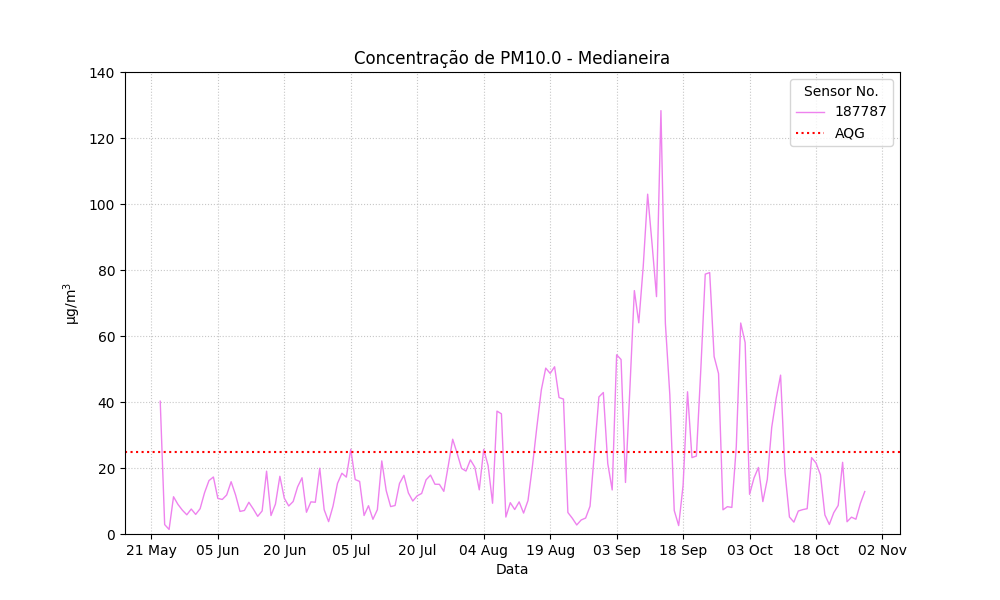 Concentração de PM10.0 - Medianeira
140
120
100
80
60
40
20
0
µg/m³
Sensor No.
187787
AQG
21 May 05 Jun 20 Jun 05 Jul 20 Jul 04 Aug 19 Aug 03 Sep 18 Sep 03 Oct 18 Oct 02 Nov
Data